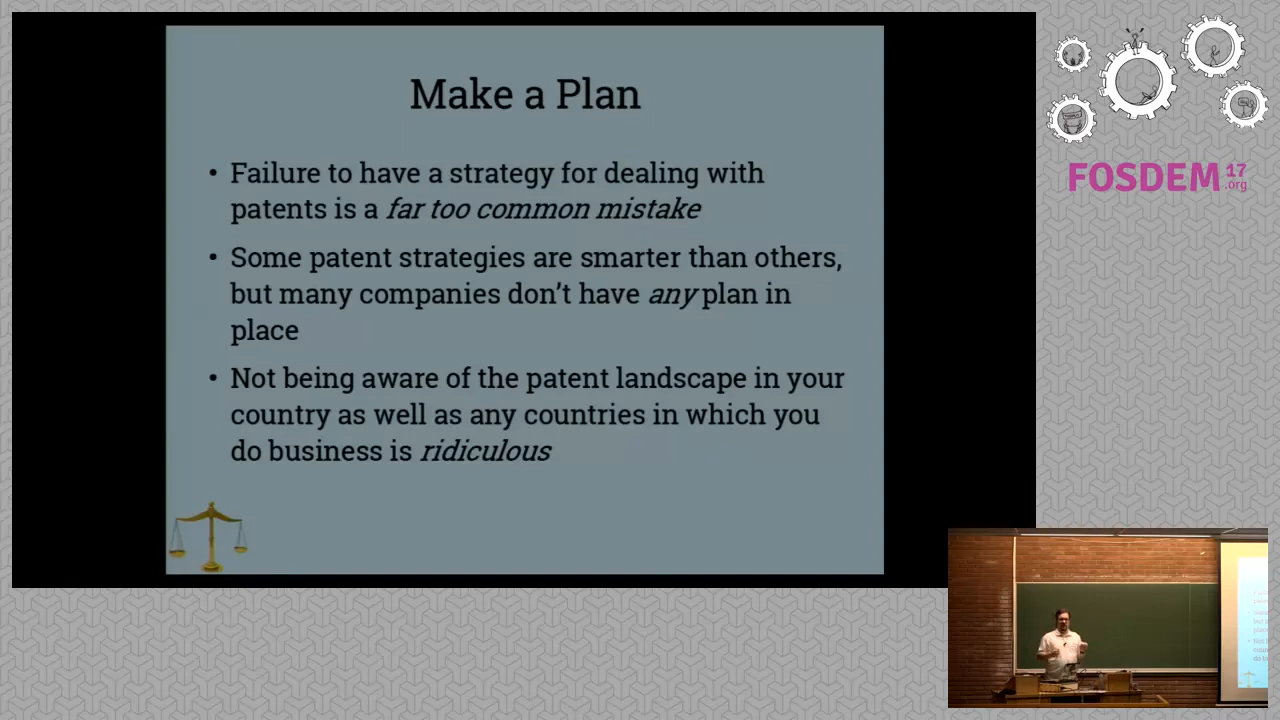 Make a Plan
• Failure to have a strategy for dealing with
patents is a far too common mistake
• Some patent strategies are smarter than others,
but many companies don’t have any plan in
place
• Not being aware of the patent landscape in your
country as well as any countries in which you
do business is ridiculous
FOSDEM 17
.org